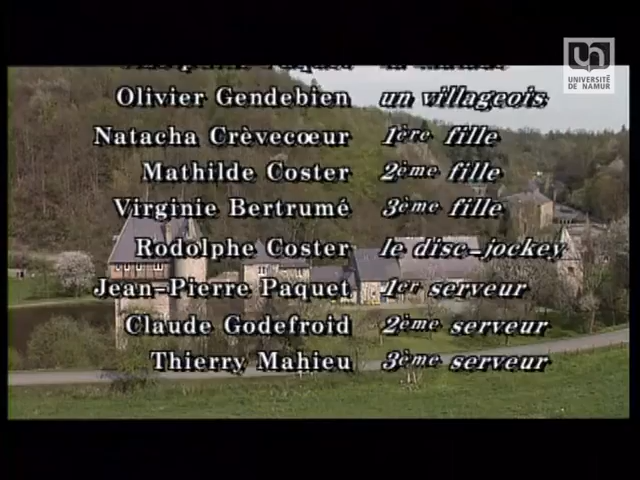 UNIVERSITÉ
DE NAMUR
Olivier Gendebien un villageois
Natacha Crèvecœur 1ère fille
Mathilde Coster 2ème fille
Virginie Bertrumé 3ème fille
Rodolphe Coster le disc-jockey
Jean-Pierre Paquet 1er serveur
Claude Godefroid 2ème serveur
Thierry Mahieu 3ème serveur